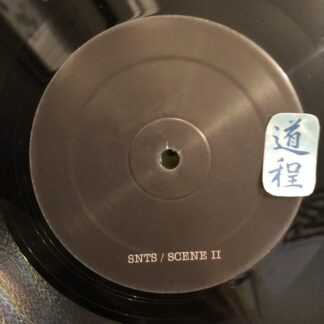 道
程
SNTS / SCENE II